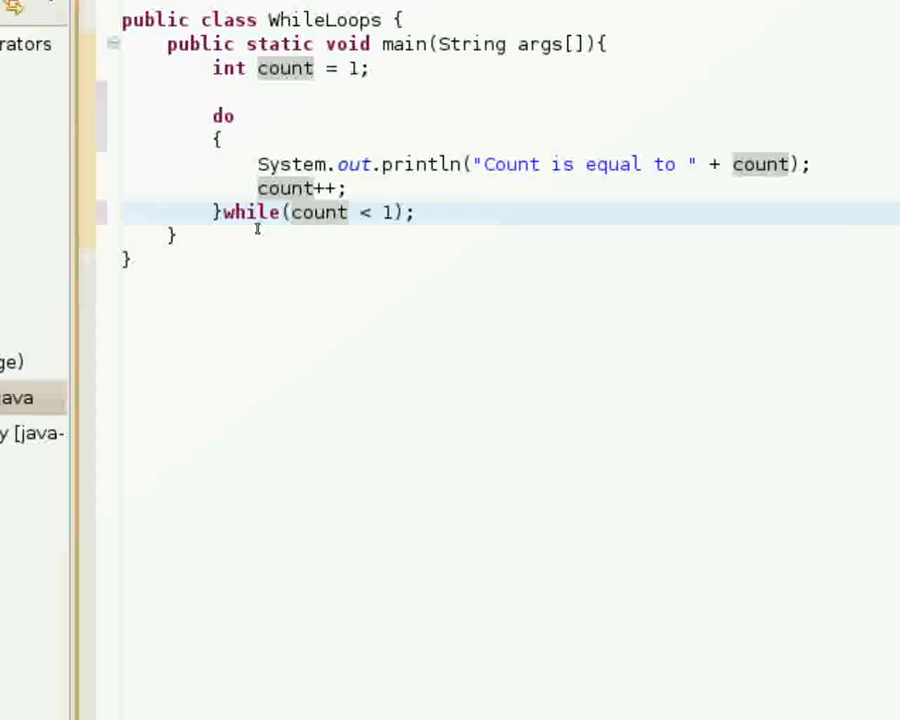 public class WhileLoops {
rators
public static void main(String args[]){
int count = 1;
do
{
System.out.println("Count is equal to " + count);
count++;
}while(count < 1);
}
}
ge)
ava
y [java-